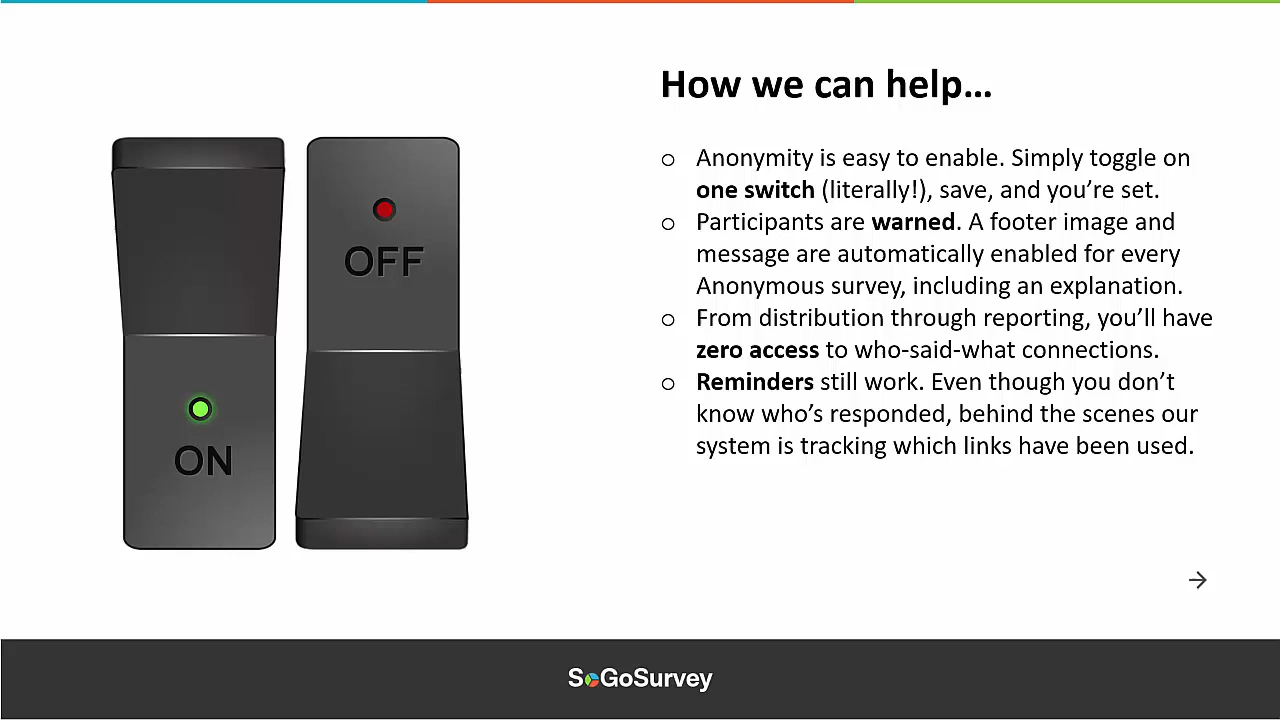 How we can help…
ON
OFF
o Anonymity is easy to enable. Simply toggle on
one switch (literally!), save, and you’re set.
o Participants are warned. A footer image and
message are automatically enabled for every
Anonymous survey, including an explanation.
o From distribution through reporting, you’ll have
zero access to who-said-what connections.
o Reminders still work. Even though you don’t
know who’s responded, behind the scenes our
system is tracking which links have been used.
SoGoSurvey